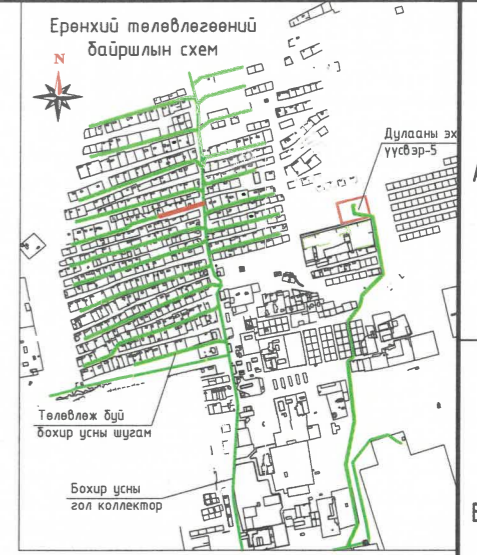 Ерөнхий төлөвлөгөөний
байршлын схем
N
Дулааны эх
үүсвэр-5
Төлөвлөж буй
бохир усны шугам
Бохир усны
гол коллектор